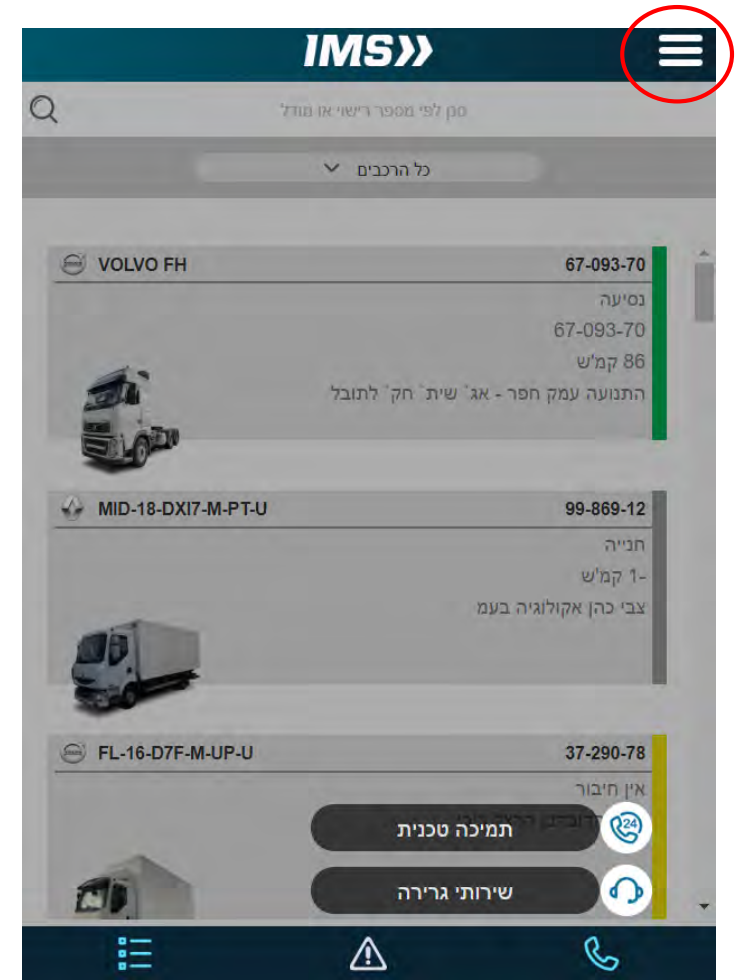 IMS
סנן לפי מספר רישוי או מודל
כל הרכבים
VOLVO FH 67-093-70
נסיעה
67-093-70
86 קמ'ש
התנועה עמק חפר - אג` שית` חק` לתובל
MID-18-DXI7-M-PT-U 99-869-12
חנייה
-1 קמ'ש
צבי כהן אקולוגיה בעמ
FL-16-D7F-M-UP-U 37-290-78
אין חיבור
תמיכה טכנית
24
שירותי גרירה